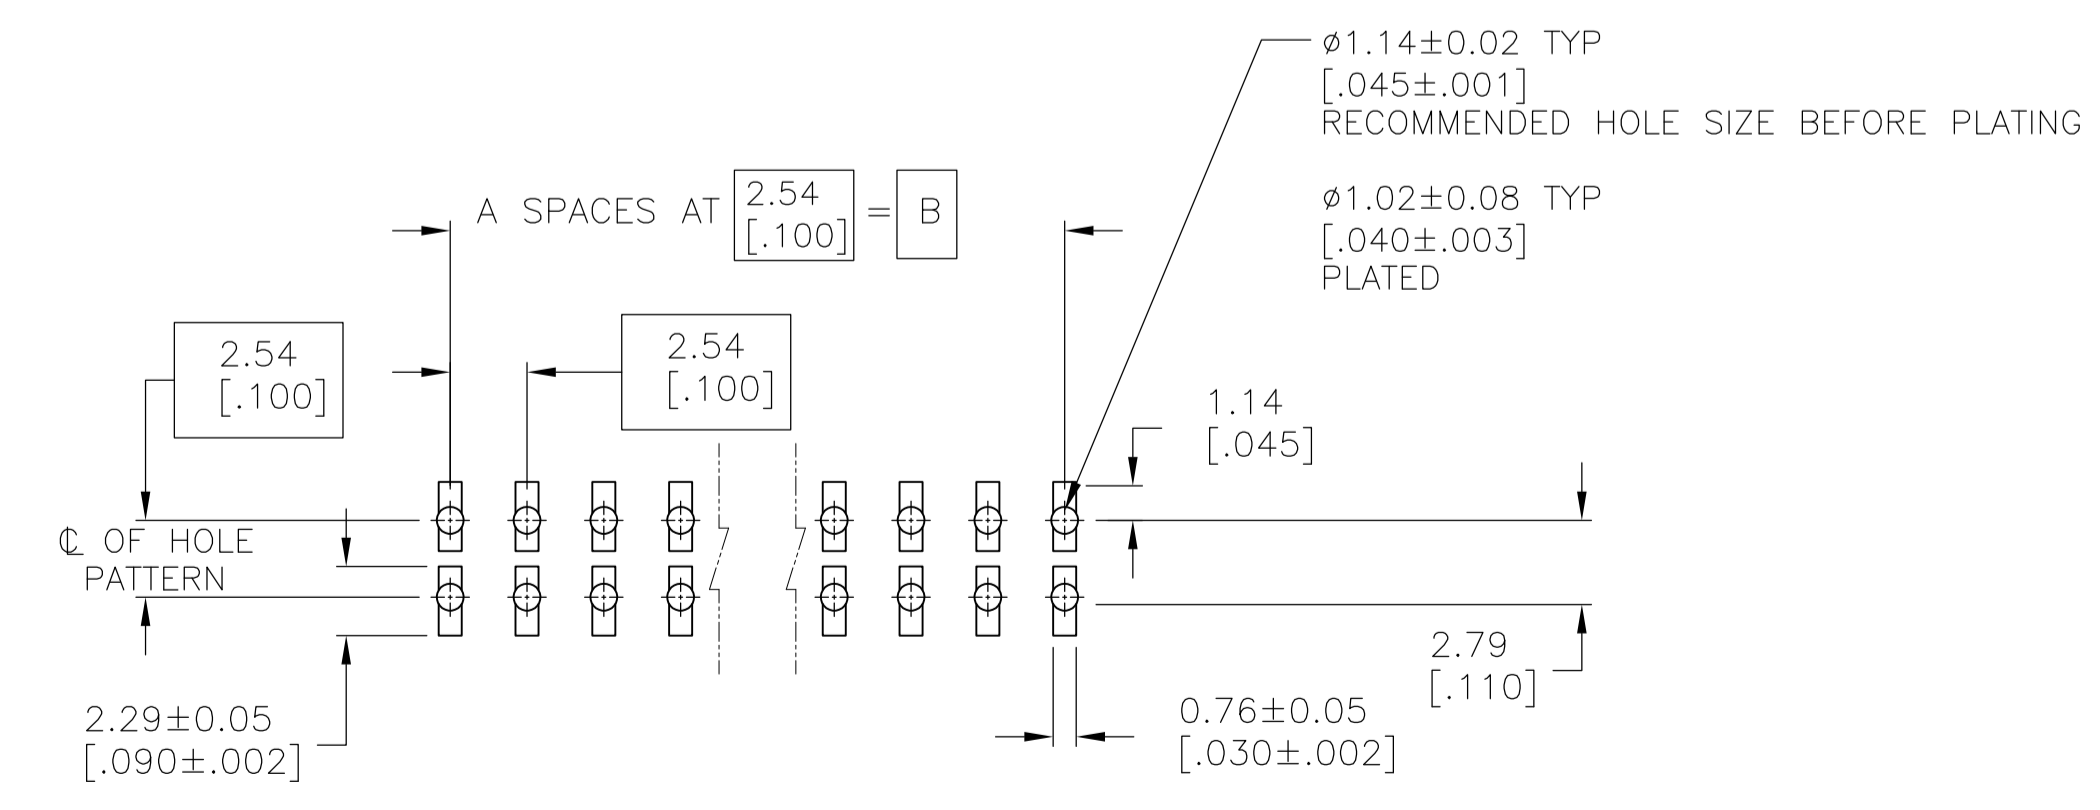 ⌀1.14±0.02 TYP
[.045±.001]
RECOMMENDED HOLE SIZE BEFORE PLATING
⌀1.02±0.08 TYP
[.040±.003]
PLATED
A SPACES AT 2.54 [.100] = B
2.54
[.100]
2.54
[.100]
1.14
[.045]
℄ OF HOLE
PATTERN
2.29±0.05
[.090±.002]
0.76±0.05
[.030±.002]
2.79
[.110]